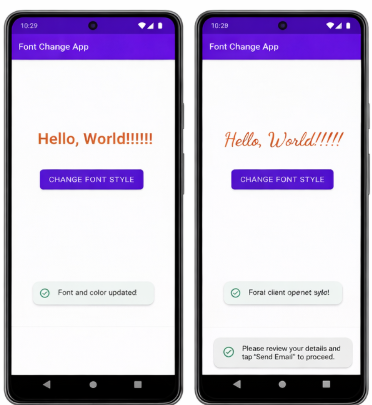 10:29
Font Change App
Hello, World!!!!!!
CHANGE FONT STYLE
Font and color updated!
10:29
Font Change App
Hello, World!!!!!
CHANGE FONT STYLE
Forat client openet syle!
Please review your details and
tap "Send Email" to proceed.